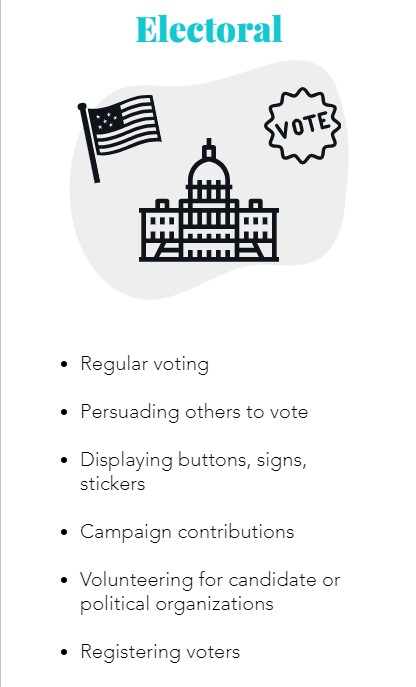 Electoral
VOTE
• Regular voting
• Persuading others to vote
• Displaying buttons, signs,
stickers
• Campaign contributions
• Volunteering for candidate or
political organizations
• Registering voters